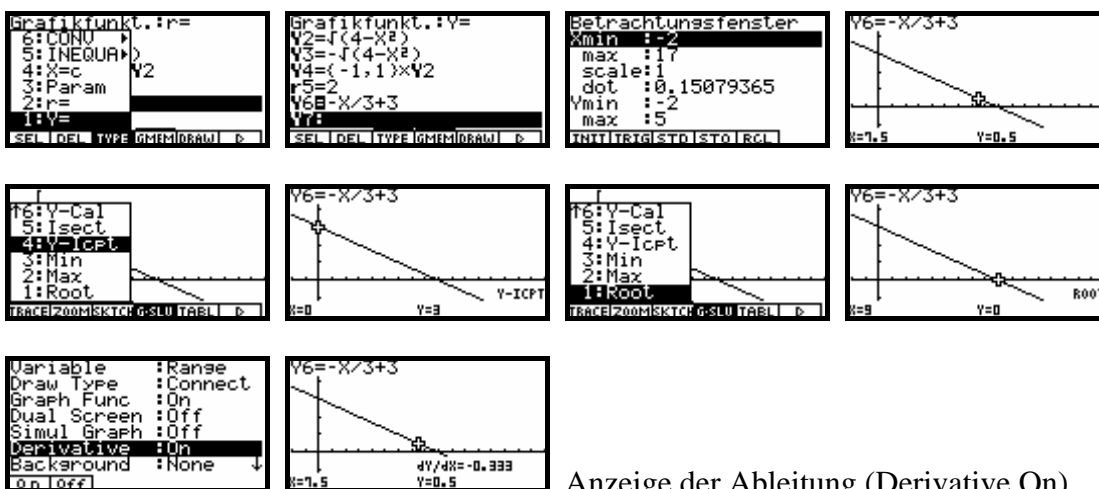 Grafikfunkt.:r=
6:CONV ▶
5:INEQUA▶)
4:X=c Y2
3:Param
2:r=
1:Y=
SEL DEL TYPE GMEM DRAW ▷
Grafikfunkt.:Y=
Y2=√(4-X²)
Y3=-√(4-X²)
Y4={-1,1}×Y2
r5=2
Y6=-X/3+3
Y7:
SEL DEL TYPE GMEM DRAW ▷
Betrachtungsfenster
Xmin :-2
max :17
scale:1
dot :0.15079365
Ymin :-2
max :5
INIT TRIG STD STO RCL
Y6=-X/3+3
X=7.5 Y=0.5
↑6:Y-Cal
5:Isect
4:Y-Icpt
3:Min
2:Max
1:Root
TRACE ZOOM SKTCH G-SLV TABL ▷
Y6=-X/3+3
Y-ICPT
X=0 Y=3
↑6:Y-Cal
5:Isect
4:Y-Icpt
3:Min
2:Max
1:Root
TRACE ZOOM SKTCH G-SLV TABL ▷
Y6=-X/3+3
ROOT
X=9 Y=0
Variable :Range
Draw Type :Connect
Graph Func :On
Dual Screen :Off
Simul Graph :Off
Derivative :On
Background :None ↓
On Off
Y6=-X/3+3
dY/dX=-0.333
X=7.5 Y=0.5
Anzeige der Ableitung (Derivative On)